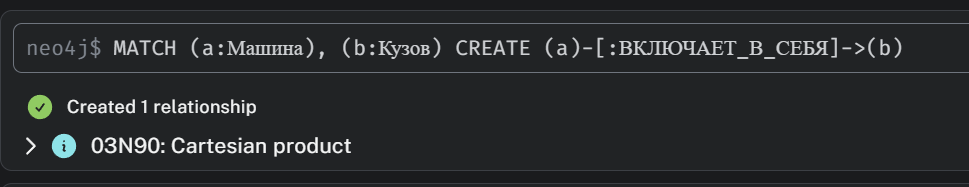 neo4j$ MATCH (a:Машина), (b:Кузов) CREATE (a)-[:ВКЛЮЧАЕТ_В_СЕБЯ]->(b)
Created 1 relationship
03N90: Cartesian product